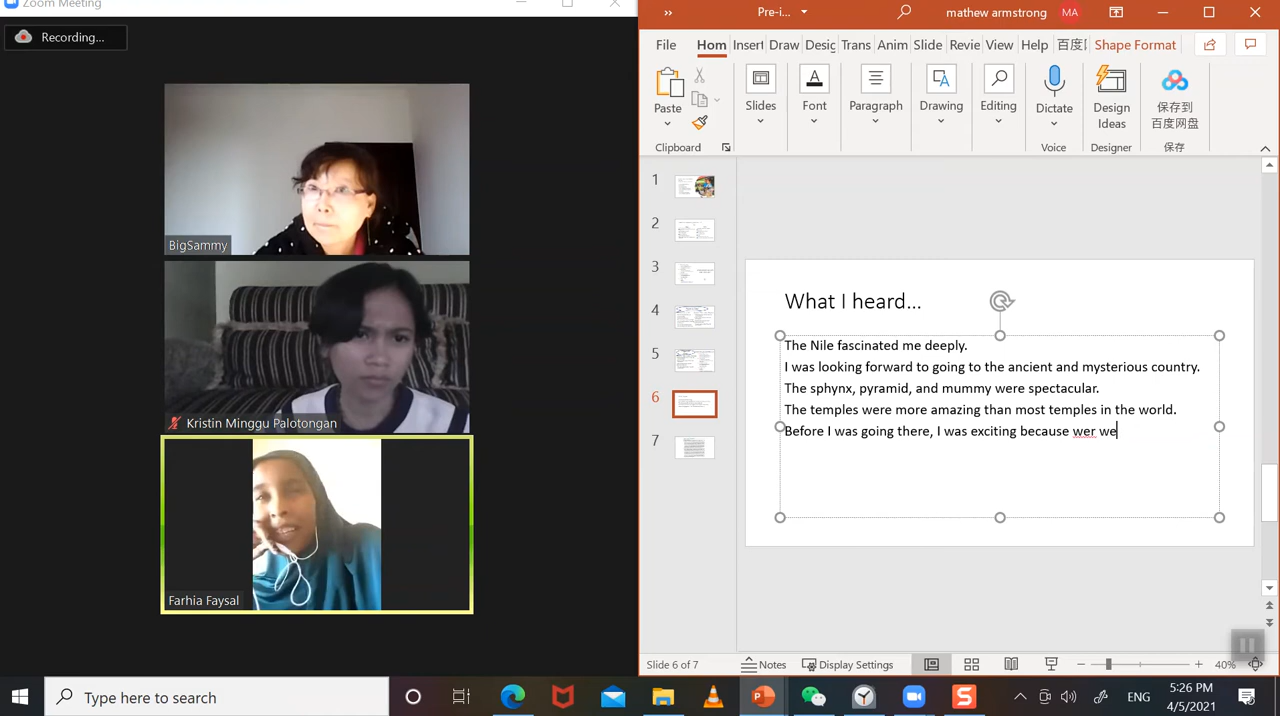 Zoom Meeting
Recording...
BigSammy
Kristin Minggu Palotongan
Farhia Faysal
Pre-i...
mathew armstrong
MA
File
Hom
Insert
Draw
Desig
Trans
Anim
Slide
Revie
View
Help
百度
Shape Format
Paste
Slides
Font
Paragraph
Drawing
Editing
Dictate
Design
Ideas
保存到
百度网盘
Clipboard
Voice
Designer
保存
1
2
3
4
5
6
7
What I heard...
The Nile fascinated me deeply.
I was looking forward to going to the ancient and mysterious country.
The sphynx, pyramid, and mummy were spectacular.
The temples were more amazing than most temples in the world.
Before I was going there, I was exciting because wer we
Slide 6 of 7
Notes
Display Settings
40%
Type here to search
ENG
5:26 PM
4/5/2021